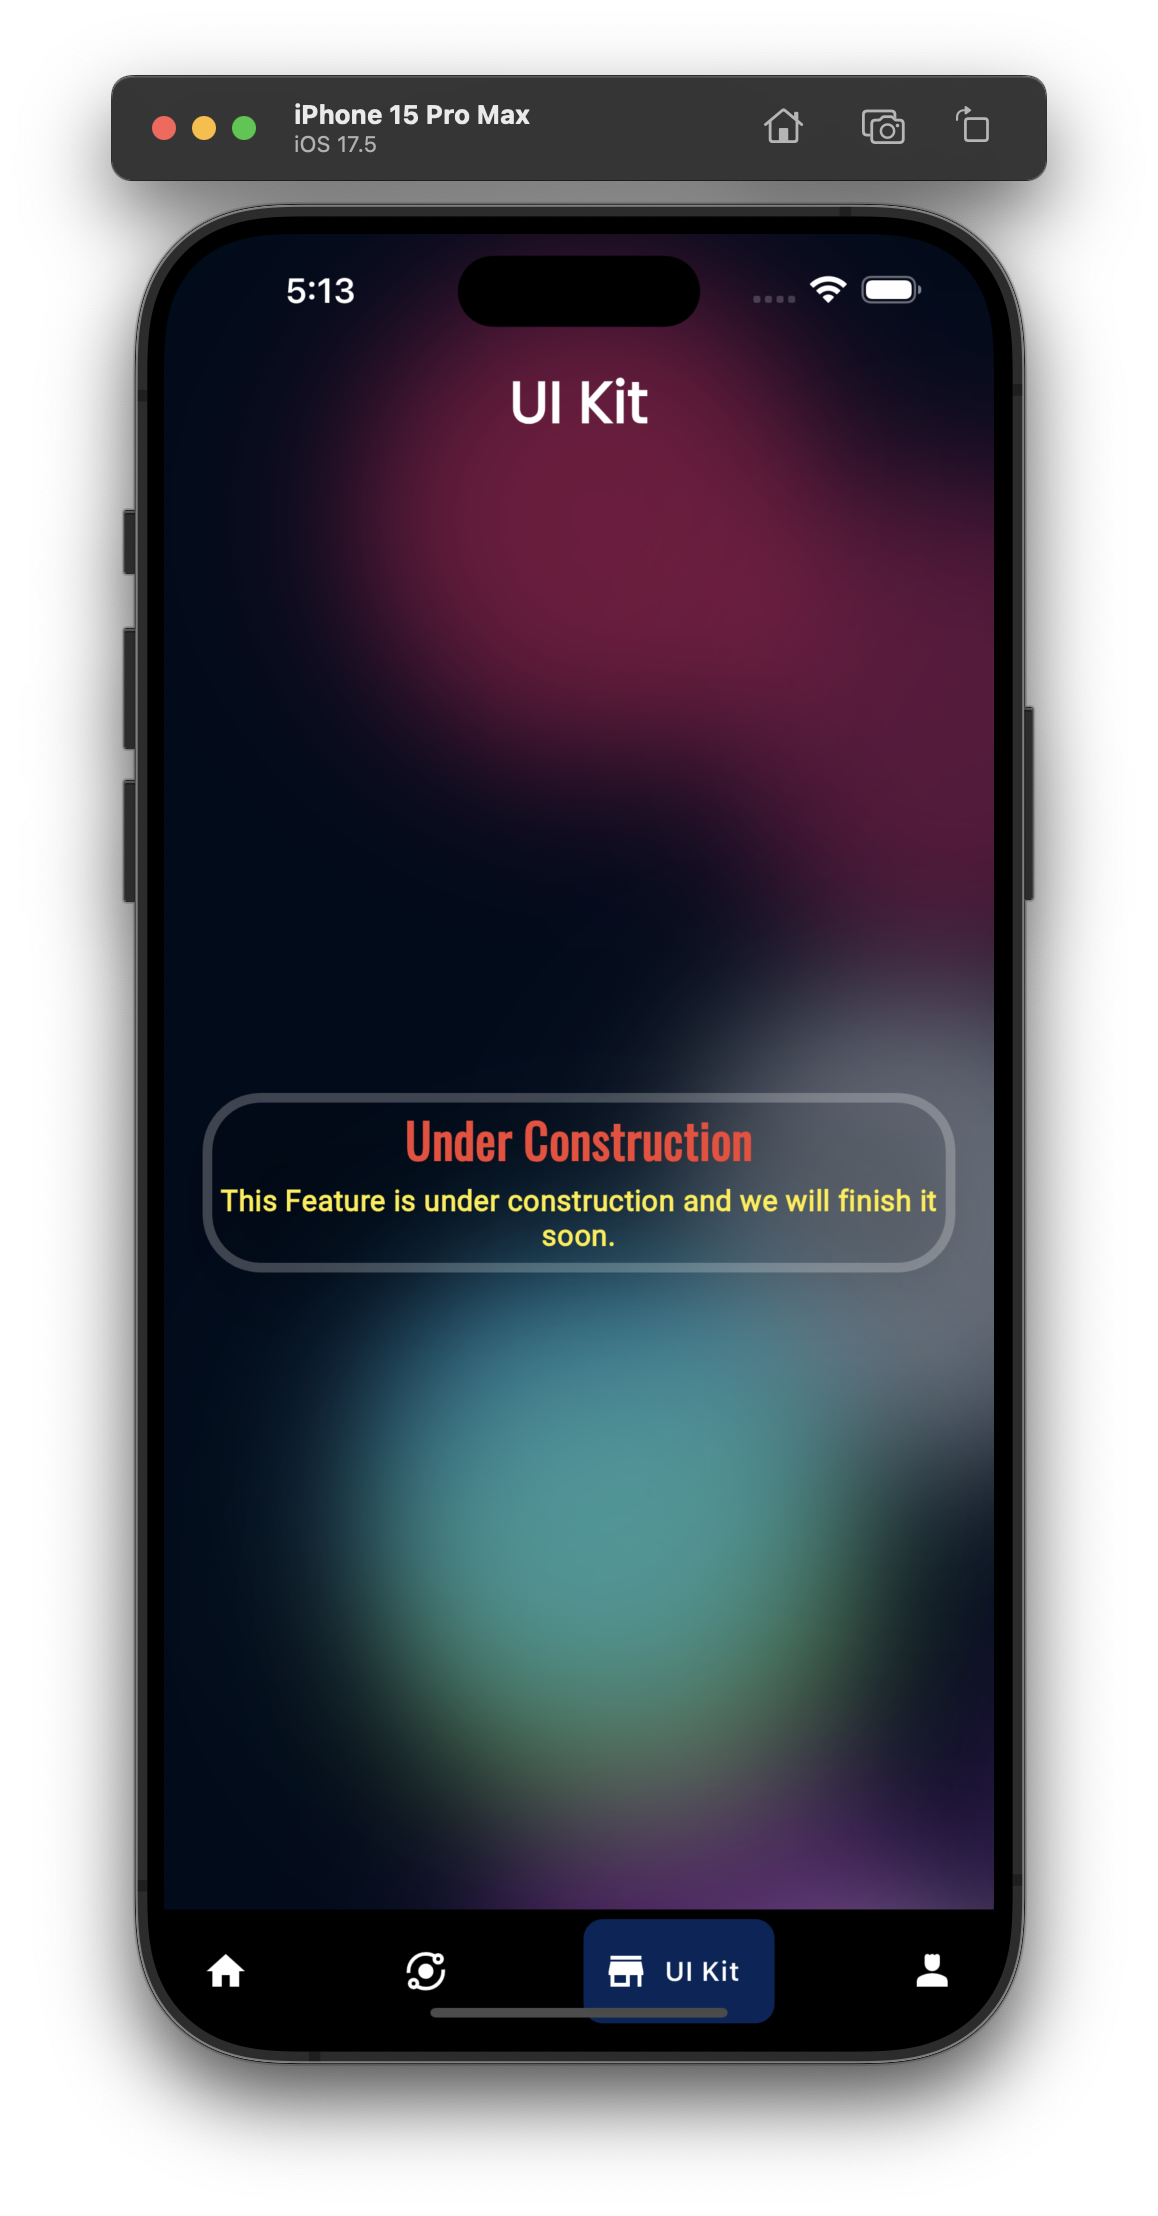 iPhone 15 Pro Max
iOS 17.5
5:13
UI Kit
Under Construction
This Feature is under construction and we will finish it
soon.
UI Kit